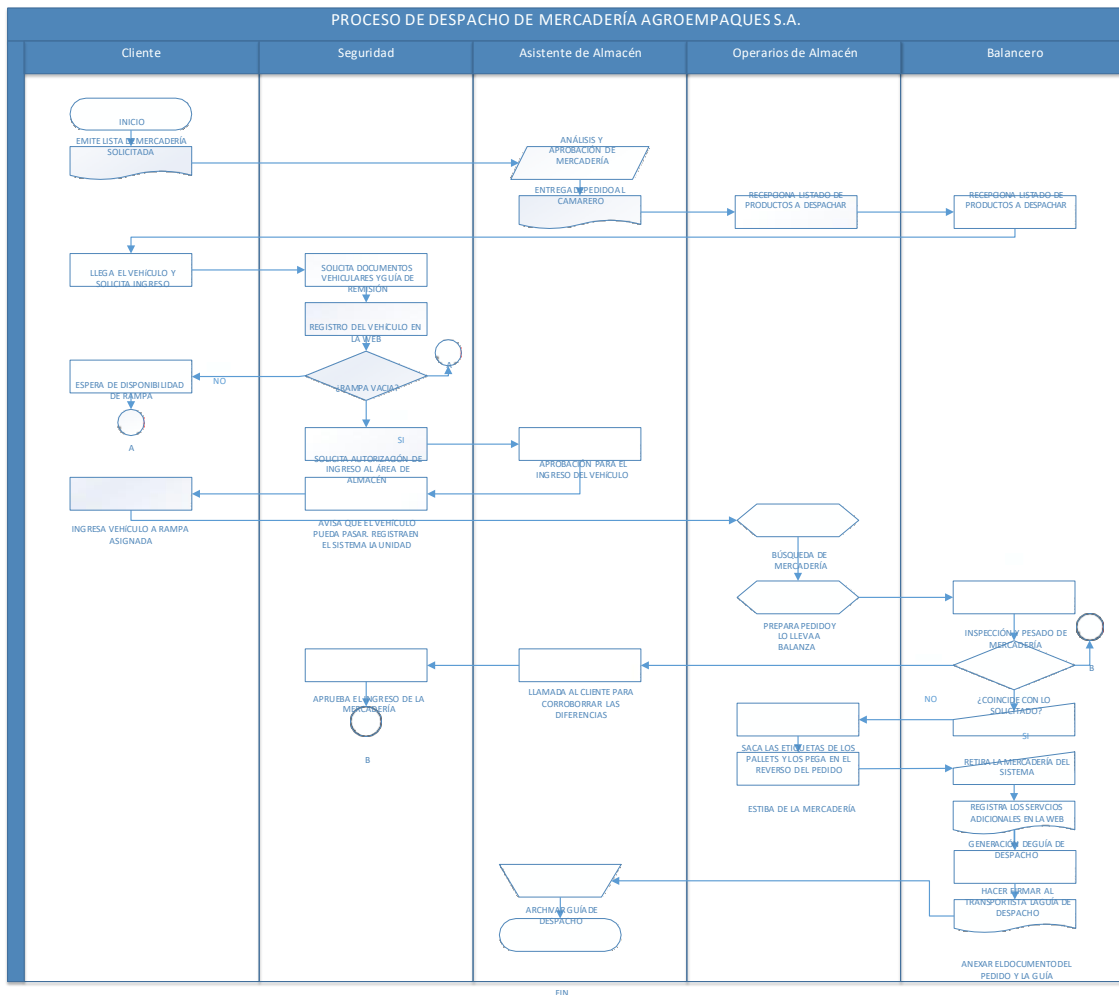 PROCESO DE DESPACHO DE MERCADERÍA AGROEMPAQUES S.A.
Cliente
Seguridad
Asistente de Almacén
Operarios de Almacén
Balancero
INICIO
EMITE LISTA DE MERCADERÍA
SOLICITADA
ANÁLISIS Y
APROBACIÓN DE
MERCADERÍA
ENTREGA DE PEDIDO AL
CAMARERO
RECEPCIONA LISTADO DE
PRODUCTOS A DESPACHAR
RECEPCIONA LISTADO DE
PRODUCTOS A DESPACHAR
LLEGA EL VEHÍCULO Y
SOLICITA INGRESO
SOLICITA DOCUMENTOS
VEHICULARES Y GUÍA DE
REMISIÓN
REGISTRO DEL VEHÍCULO EN
LA WEB
A
¿RAMPA VACIA?
NO
ESPERA DE DISPONIBILIDAD
DE RAMPA
A
SI
SOLICITA AUTORIZACIÓN DE
INGRESO AL ÁREA DE
ALMACÉN
APROBACIÓN PARA EL
INGRESO DEL VEHÍCULO
INGRESA VEHÍCULO A RAMPA
ASIGNADA
AVISA QUE EL VEHÍCULO
PUEDA PASAR. REGISTRA EN
EL SISTEMA LA UNIDAD
BÚSQUEDA DE
MERCADERÍA
PREPARA PEDIDO Y
LO LLEVA A
BALANZA
INSPECCIÓN Y PESADO DE
MERCADERÍA
B
APRUEBA EL INGRESO DE LA
MERCADERÍA
LLAMADA AL CLIENTE PARA
CORROBORRAR LAS
DIFERENCIAS
NO
¿COINCIDE CON LO
SOLICITADO?
SI
B
SACA LAS ETIQUETAS DE LOS
PALLETS Y LOS PEGA EN EL
REVERSO DEL PEDIDO
RETIRA LA MERCADERÍA DEL
SISTEMA
ESTIBA DE LA MERCADERÍA
REGISTRA LOS SERVCIOS
ADICIONALES EN LA WEB
GENERACIÓN DE GUÍA DE
DESPACHO
HACER FIRMAR AL
TRANSPORTISTA LA GUÍA DE
DESPACHO
ARCHIVAR GUÍA DE
DESPACHO
ANEXAR EL DOCUMENTO DEL
PEDIDO Y LA GUÍA
FIN